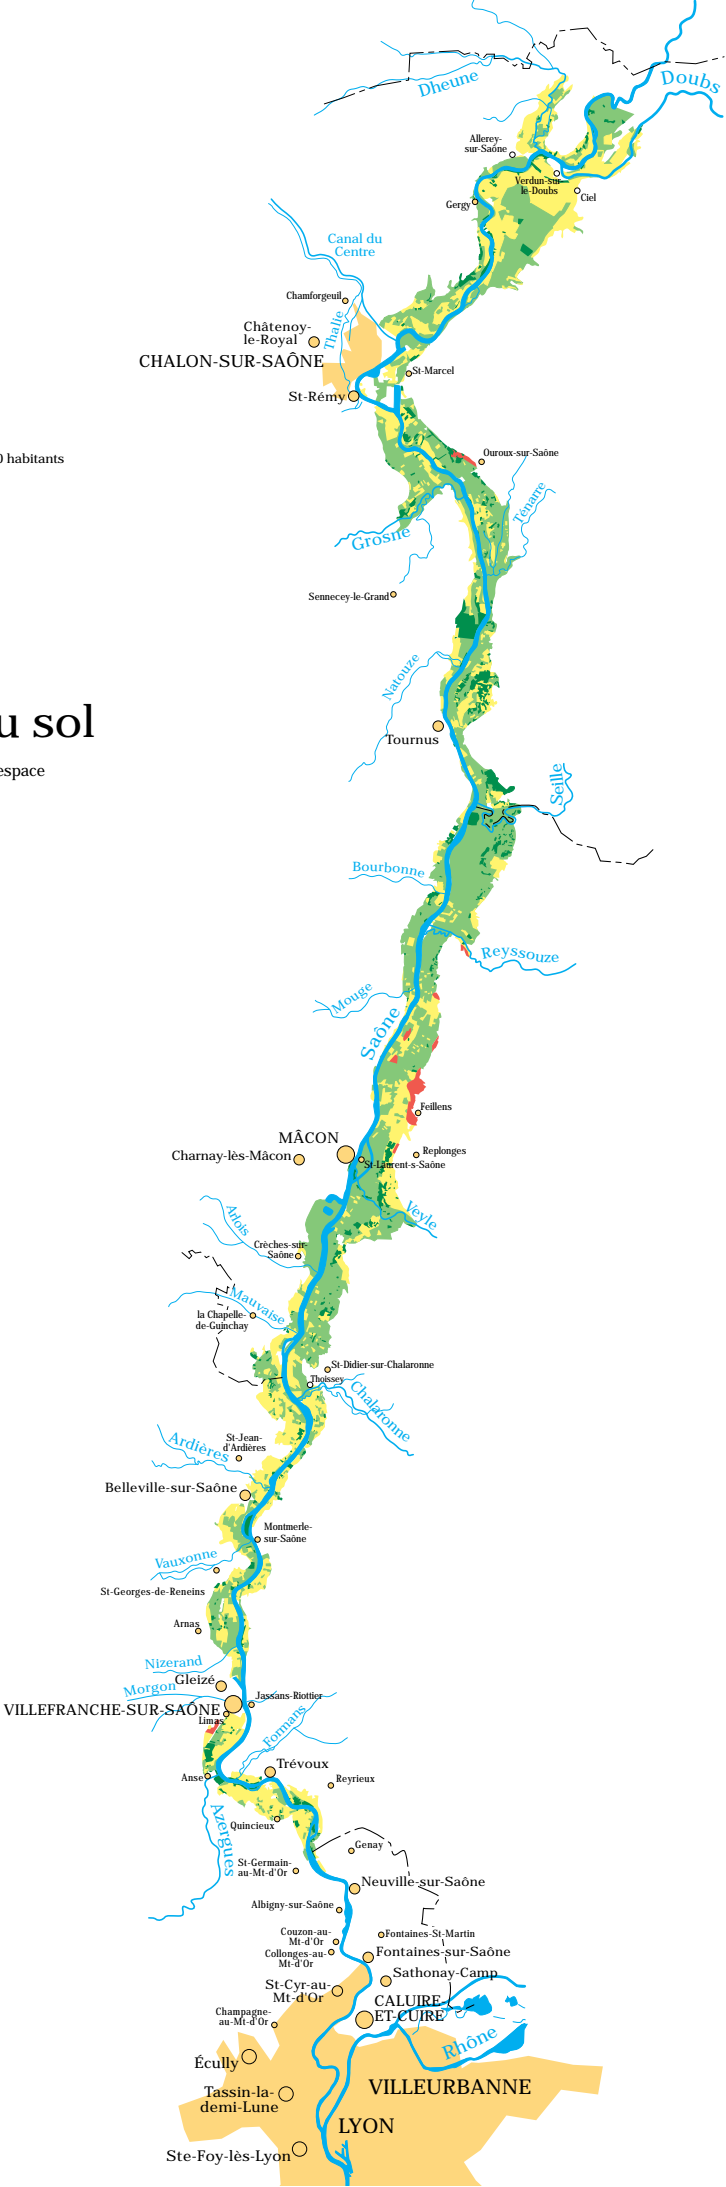 Doubs
Dheune
Allerey-
sur-Saône
Verdun-sur-
le-Doubs
Ciel
Gergy
Canal du
Centre
Chamforgeuil
Thalie
Châtenoy-
le-Royal
CHALON-SUR-SAÔNE
St-Marcel
St-Rémy
0 habitants
Ouroux-sur-Saône
Ténarre
Grosne
Sennecey-le-Grand
Natouze
u sol
Tournus
espace
Seille
Bourbonne
Reyssouze
Mouge
Saône
Feillens
MÂCON
Replonges
Charnay-lès-Mâcon
St-Laurent-s-Saône
Arlois
Veyle
Crèches-sur-
Saône
Mauvaise
la Chapelle-
de-Guinchay
St-Didier-sur-Chalaronne
Thoissey
Chalaronne
St-Jean-
d'Ardières
Ardières
Belleville-sur-Saône
Montmerle-
sur-Saône
Vauxonne
St-Georges-de-Reneins
Arnas
Nizerand
Gleizé
Morgon
Jassans-Riottier
VILLEFRANCHE-SUR-SAÔNE
Limas
Formans
Trévoux
Anse
Reyrieux
Azergues
Quincieux
Genay
St-Germain-
au-Mt-d'Or
Neuville-sur-Saône
Albigny-sur-Saône
Couzon-au-
Mt-d'Or
Fontaines-St-Martin
Collonges-au-
Mt-d'Or
Fontaines-sur-Saône
Sathonay-Camp
St-Cyr-au-
Mt-d'Or
CALUIRE-
ET-CUIRE
Champagne-
au-Mt-d'Or
Rhône
Écully
VILLEURBANNE
Tassin-la-
demi-Lune
LYON
Ste-Foy-lès-Lyon